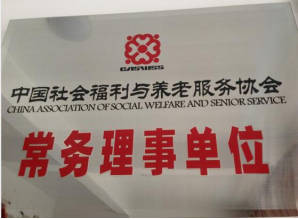 CASWSS
中国社会福利与养老服务协会
CHINA ASSOCIATION OF SOCIAL WELFARE AND SENIOR SERVICE
常务理事单位